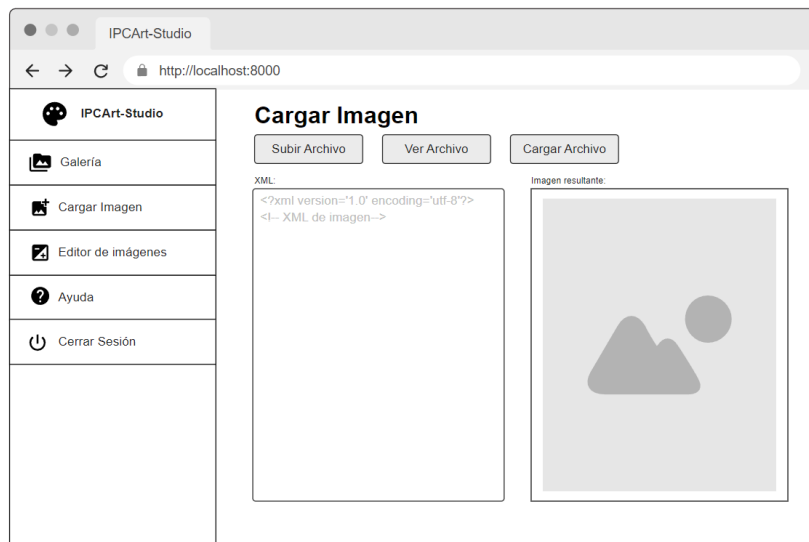 IPCArt-Studio
http://localhost:8000
IPCArt-Studio
Galería
Cargar Imagen
Editor de imágenes
Ayuda
Cerrar Sesión
Cargar Imagen
Subir Archivo
Ver Archivo
Cargar Archivo
XML:
<?xml version='1.0' encoding='utf-8'?>
<!-- XML de imagen-->
Imagen resultante: